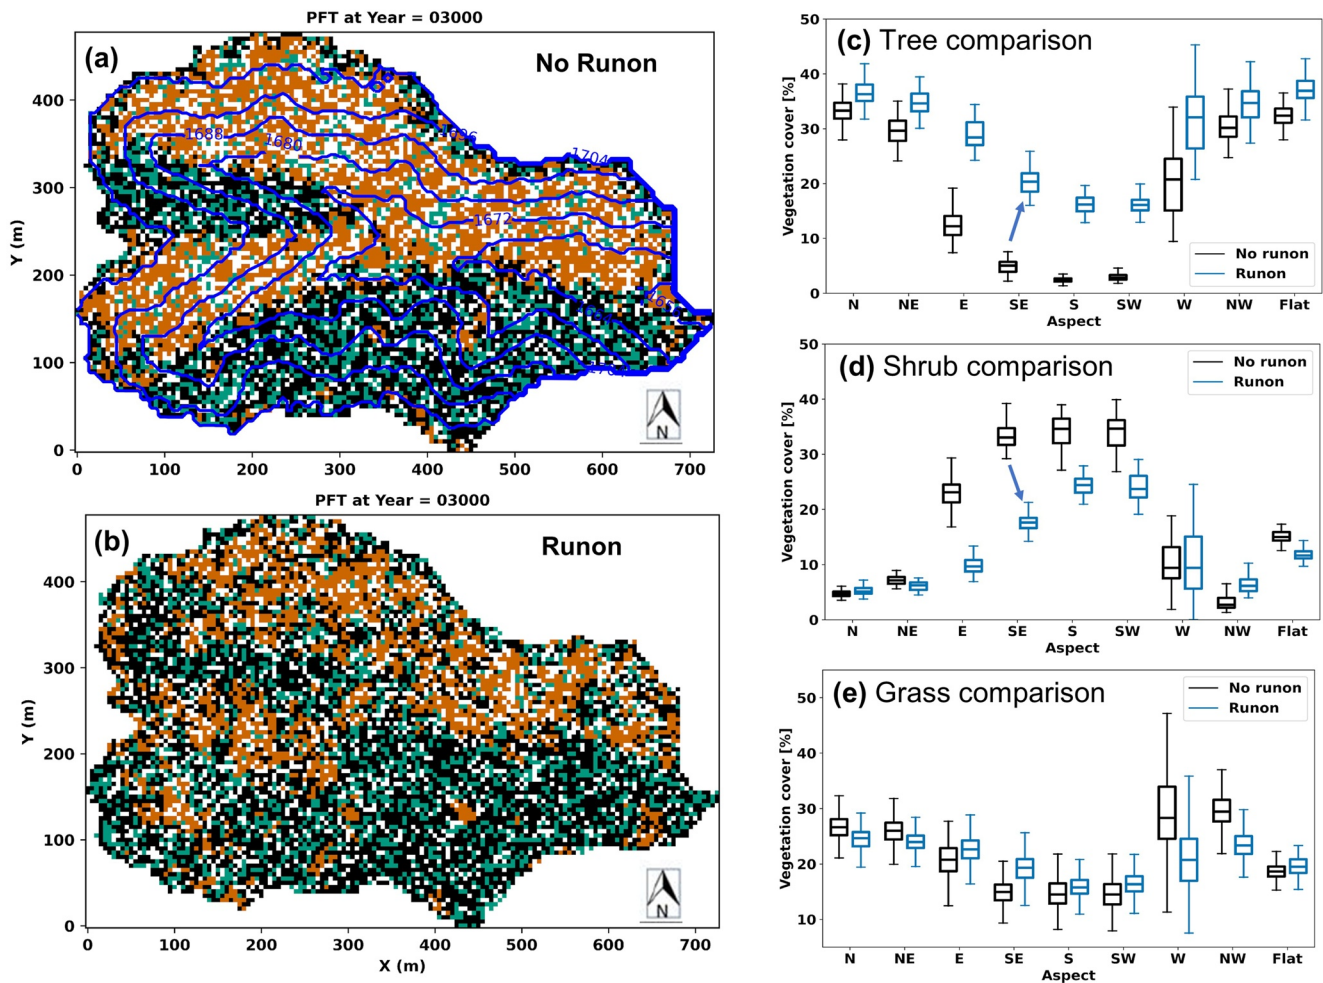 PFT at Year = 03000
(a)
No Runon
Y (m)
400
300
200
100
0
1688
1680
1696
1704
1672
0 100 200 300 400 500 600 700
N
PFT at Year = 03000
(b)
Runon
Y (m)
400
300
200
100
0
0 100 200 300 400 500 600 700
X (m)
N
(c) Tree comparison
Vegetation cover [%]
50
40
30
20
10
0
No runon
Runon
N NE E SE S SW W NW Flat
Aspect
(d) Shrub comparison
Vegetation cover [%]
50
40
30
20
10
0
No runon
Runon
N NE E SE S SW W NW Flat
Aspect
(e) Grass comparison
Vegetation cover [%]
50
40
30
20
10
No runon
Runon
N NE E SE S SW W NW Flat
Aspect